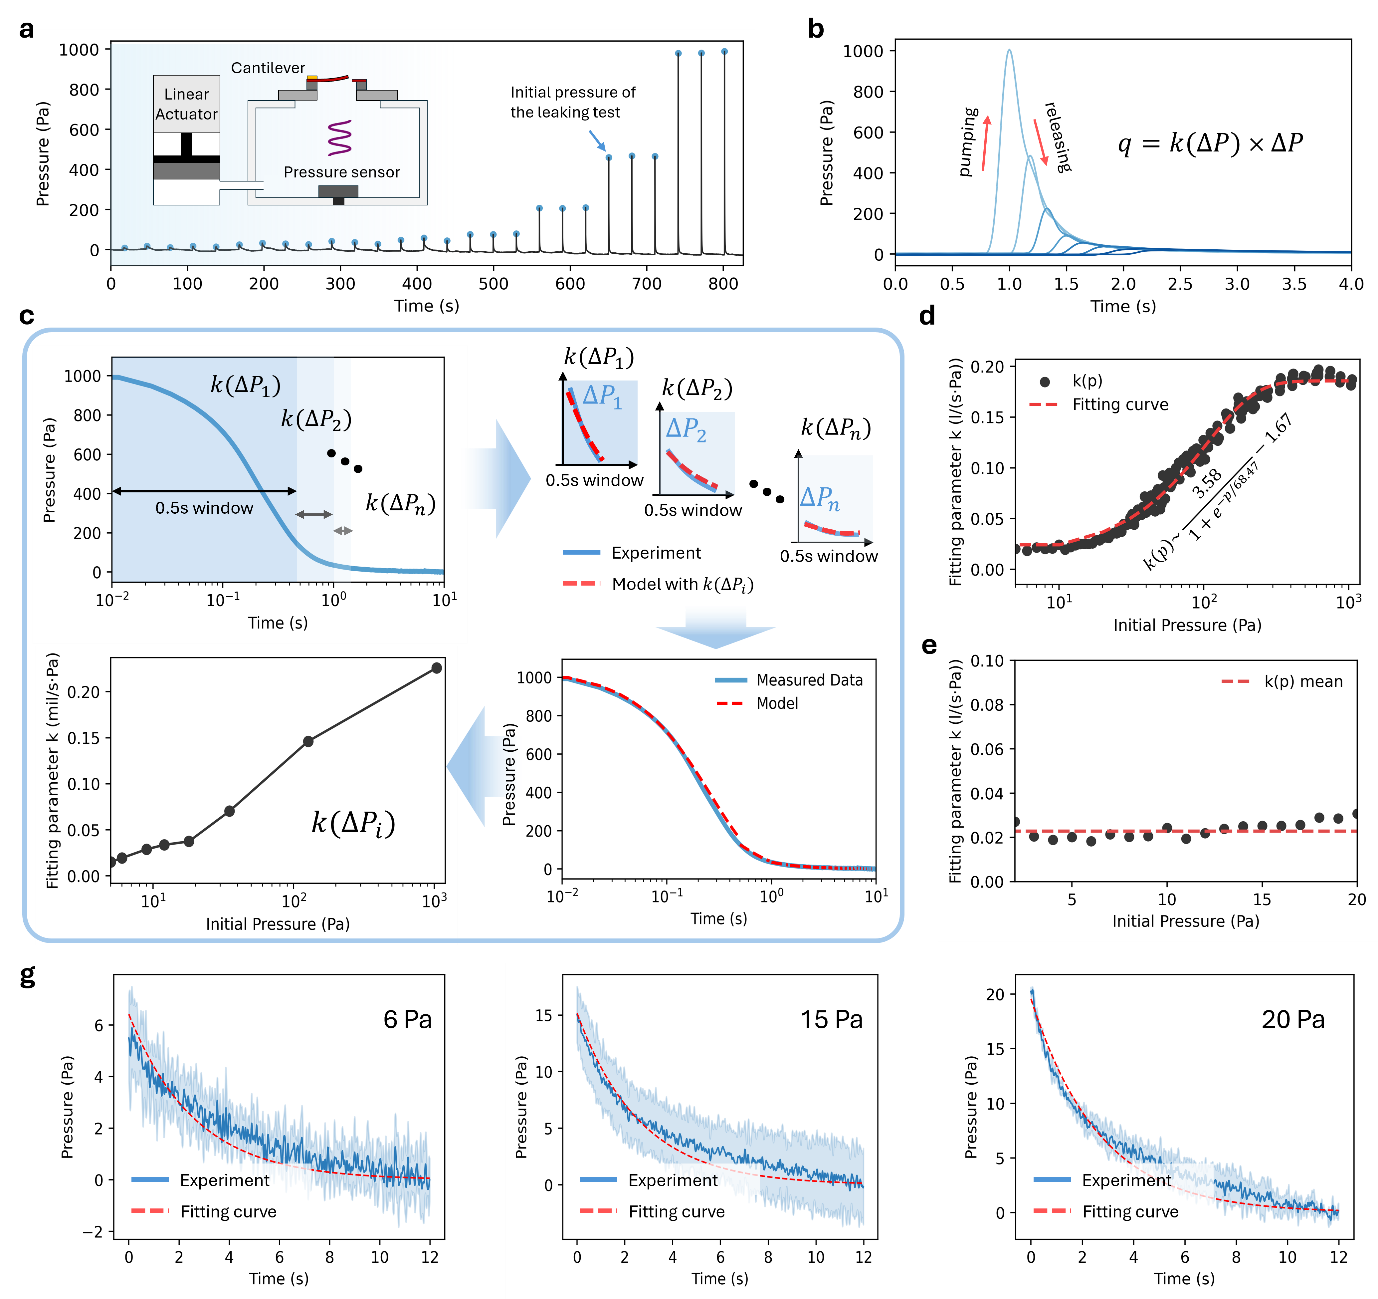 a
Pressure (Pa)
1000
800
600
400
200
0
0 100 200 300 400 500 600 700 800
Time (s)
Cantilever
Linear
Actuator
Pressure sensor
Initial pressure of
the leaking test
b
Pressure (Pa)
1000
800
600
400
200
0
0.0 0.5 1.0 1.5 2.0 2.5 3.0 3.5 4.0
Time (s)
pumping
releasing
q = k(ΔP) × ΔP
c
Pressure (Pa)
1000
800
600
400
200
0
10⁻² 10⁻¹ 10⁰ 10¹
Time (s)
k(ΔP₁)
k(ΔP₂)
k(ΔPₙ)
0.5s window
k(ΔP₁)
ΔP₁
0.5s window
k(ΔP₂)
ΔP₂
0.5s window
k(ΔPₙ)
ΔPₙ
0.5s window
Experiment
Model with k(ΔPᵢ)
Fitting parameter k (mil/s·Pa)
0.20
0.15
0.10
0.05
0.00
10¹ 10² 10³
Initial Pressure (Pa)
k(ΔPᵢ)
Pressure (Pa)
1000
800
600
400
200
0
10⁻² 10⁻¹ 10⁰ 10¹
Time (s)
Measured Data
Model
d
Fitting parameter k (l/(s·Pa))
0.20
0.15
0.10
0.05
0.00
10¹ 10² 10³
Initial Pressure (Pa)
k(p)
Fitting curve
k(p)~ 3.58 / 1 + e^(−p/68.47) − 1.67
e
Fitting parameter k (l/(s·Pa))
0.10
0.08
0.06
0.04
0.02
0.00
5 10 15 20
Initial Pressure (Pa)
k(p) mean
g
Pressure (Pa)
6
4
2
0
−2
0 2 4 6 8 10 12
Time (s)
6 Pa
Experiment
Fitting curve
Pressure (Pa)
15
10
5
0
0 2 4 6 8 10 12
Time (s)
15 Pa
Experiment
Fitting curve
Pressure (Pa)
20
15
10
5
0
0 2 4 6 8 10 12
Time (s)
20 Pa
Experiment
Fitting curve